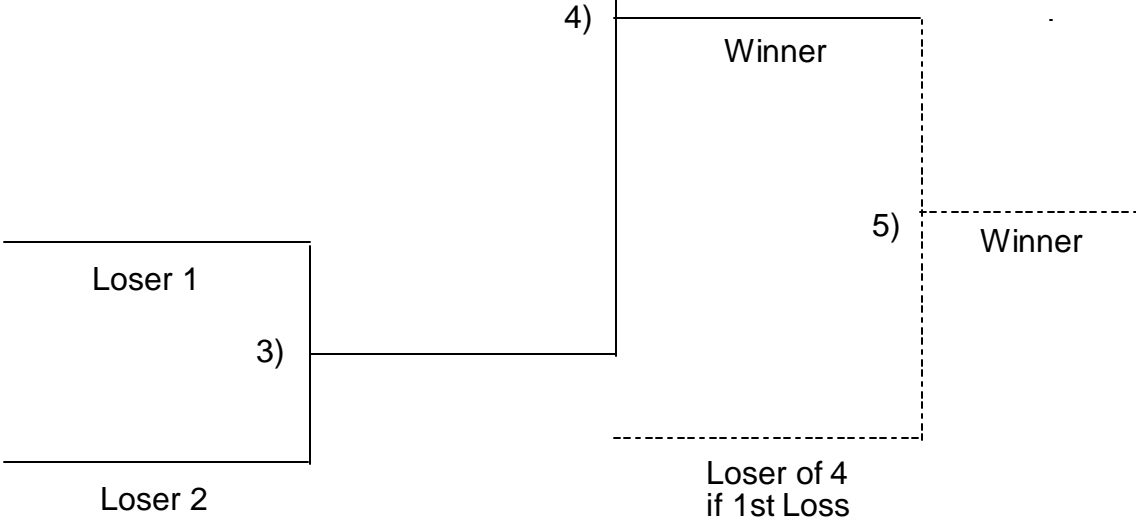 4)
Winner
5)
Winner
Loser 1
3)
Loser of 4
if 1st Loss
Loser 2